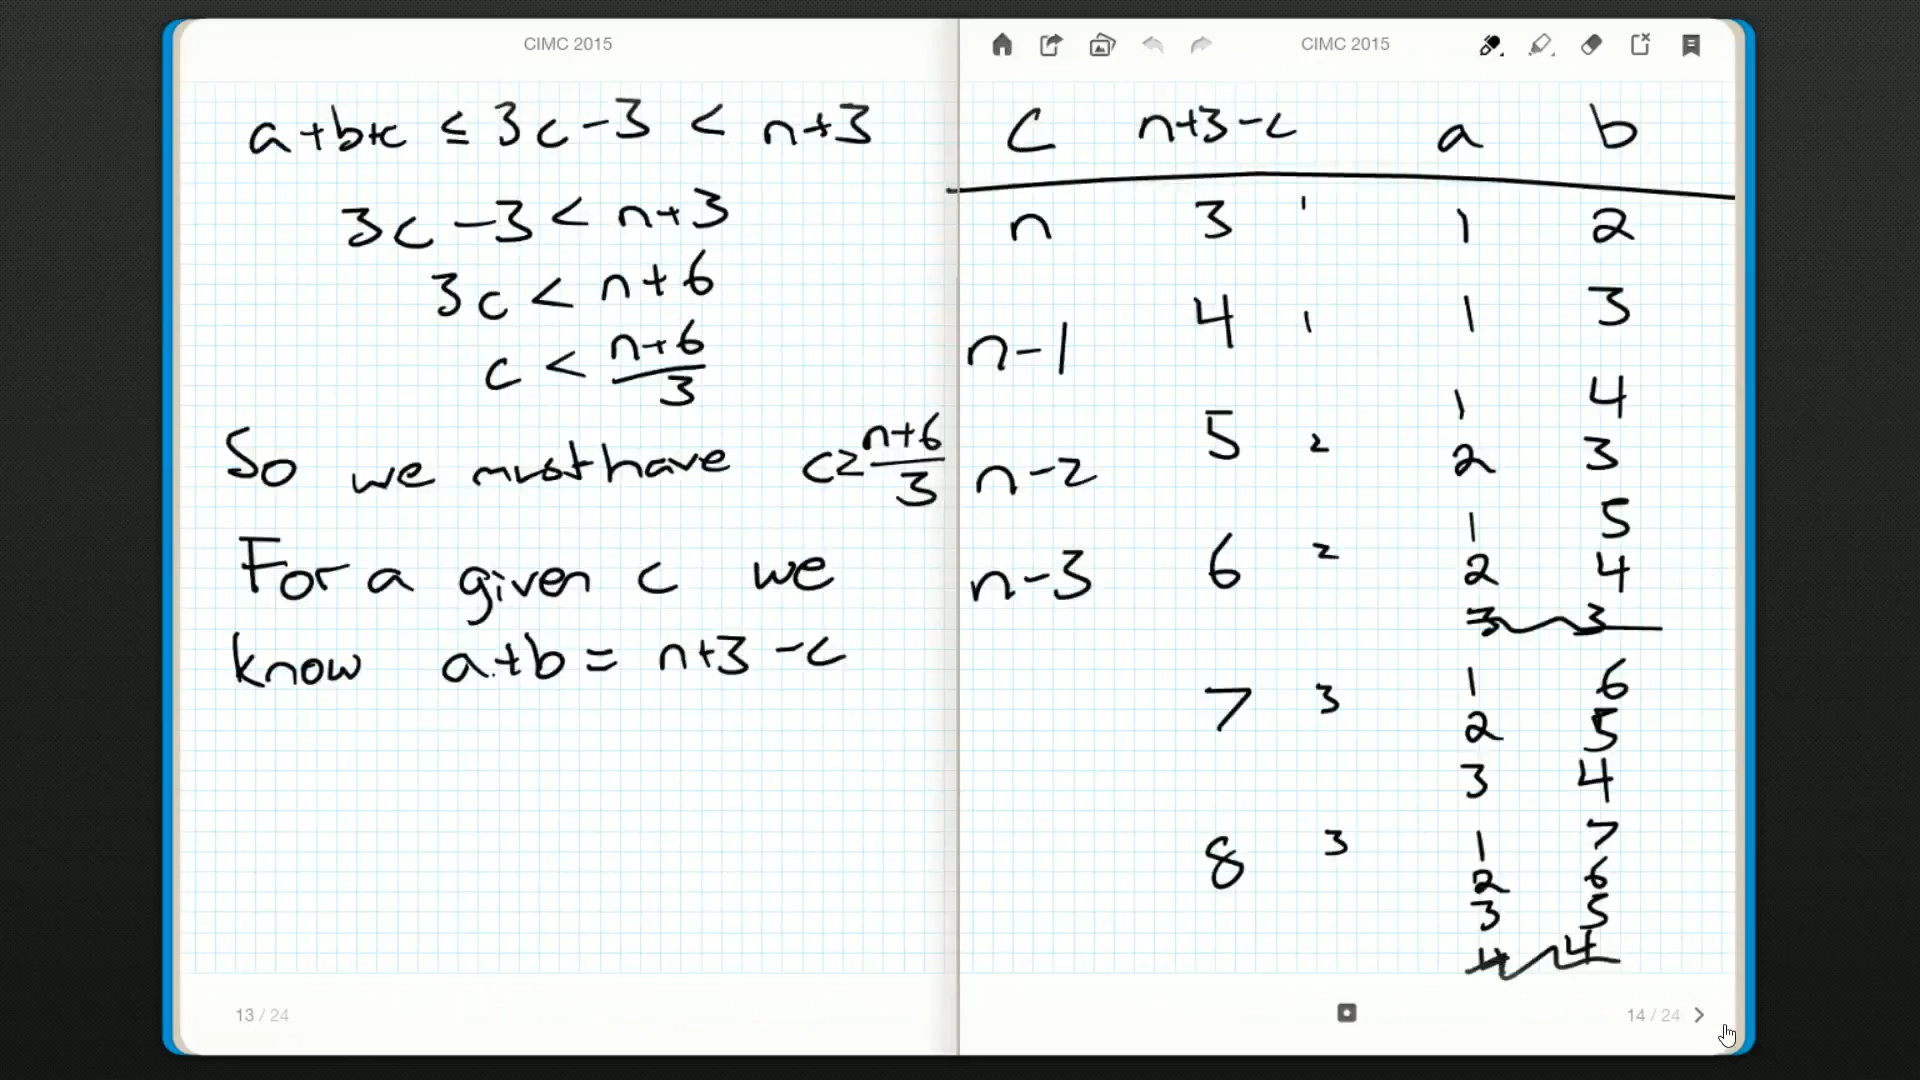 CIMC 2015
a+b+c ≤ 3c-3 < n+3
3c-3 < n+3
3c < n+6
c < (n+6)/3
So we must have c ≥ (n+6)/3
For a given c we
know a+b = n+3-c
13 / 24
CIMC 2015
c n+3-c a b
n 3 1 1 2
n-1 4 1 1 3
1 4
n-2 5 2 2 3
1 5
n-3 6 2 2 4
3 3
1 6
7 3 2 5
3 4
8 3 1 7
2 6
3 5
4 4
14 / 24